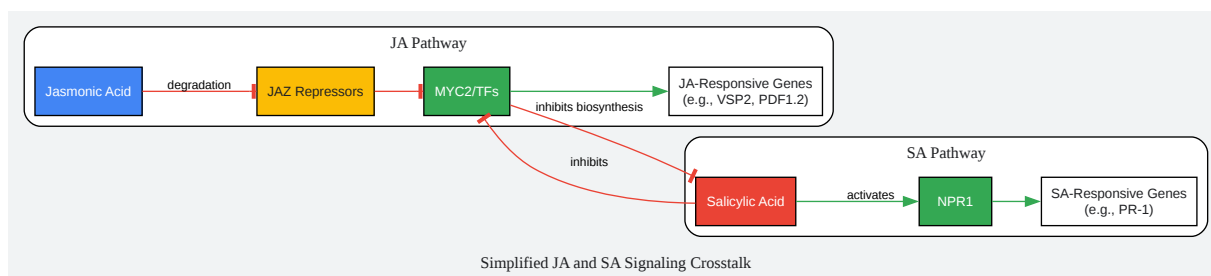 JA Pathway
Jasmonic Acid
degradation
JAZ Repressors
MYC2/TFs
JA-Responsive Genes
(e.g., VSP2, PDF1.2)
inhibits biosynthesis
inhibits
SA Pathway
Salicylic Acid
activates
NPR1
SA-Responsive Genes
(e.g., PR-1)
Simplified JA and SA Signaling Crosstalk